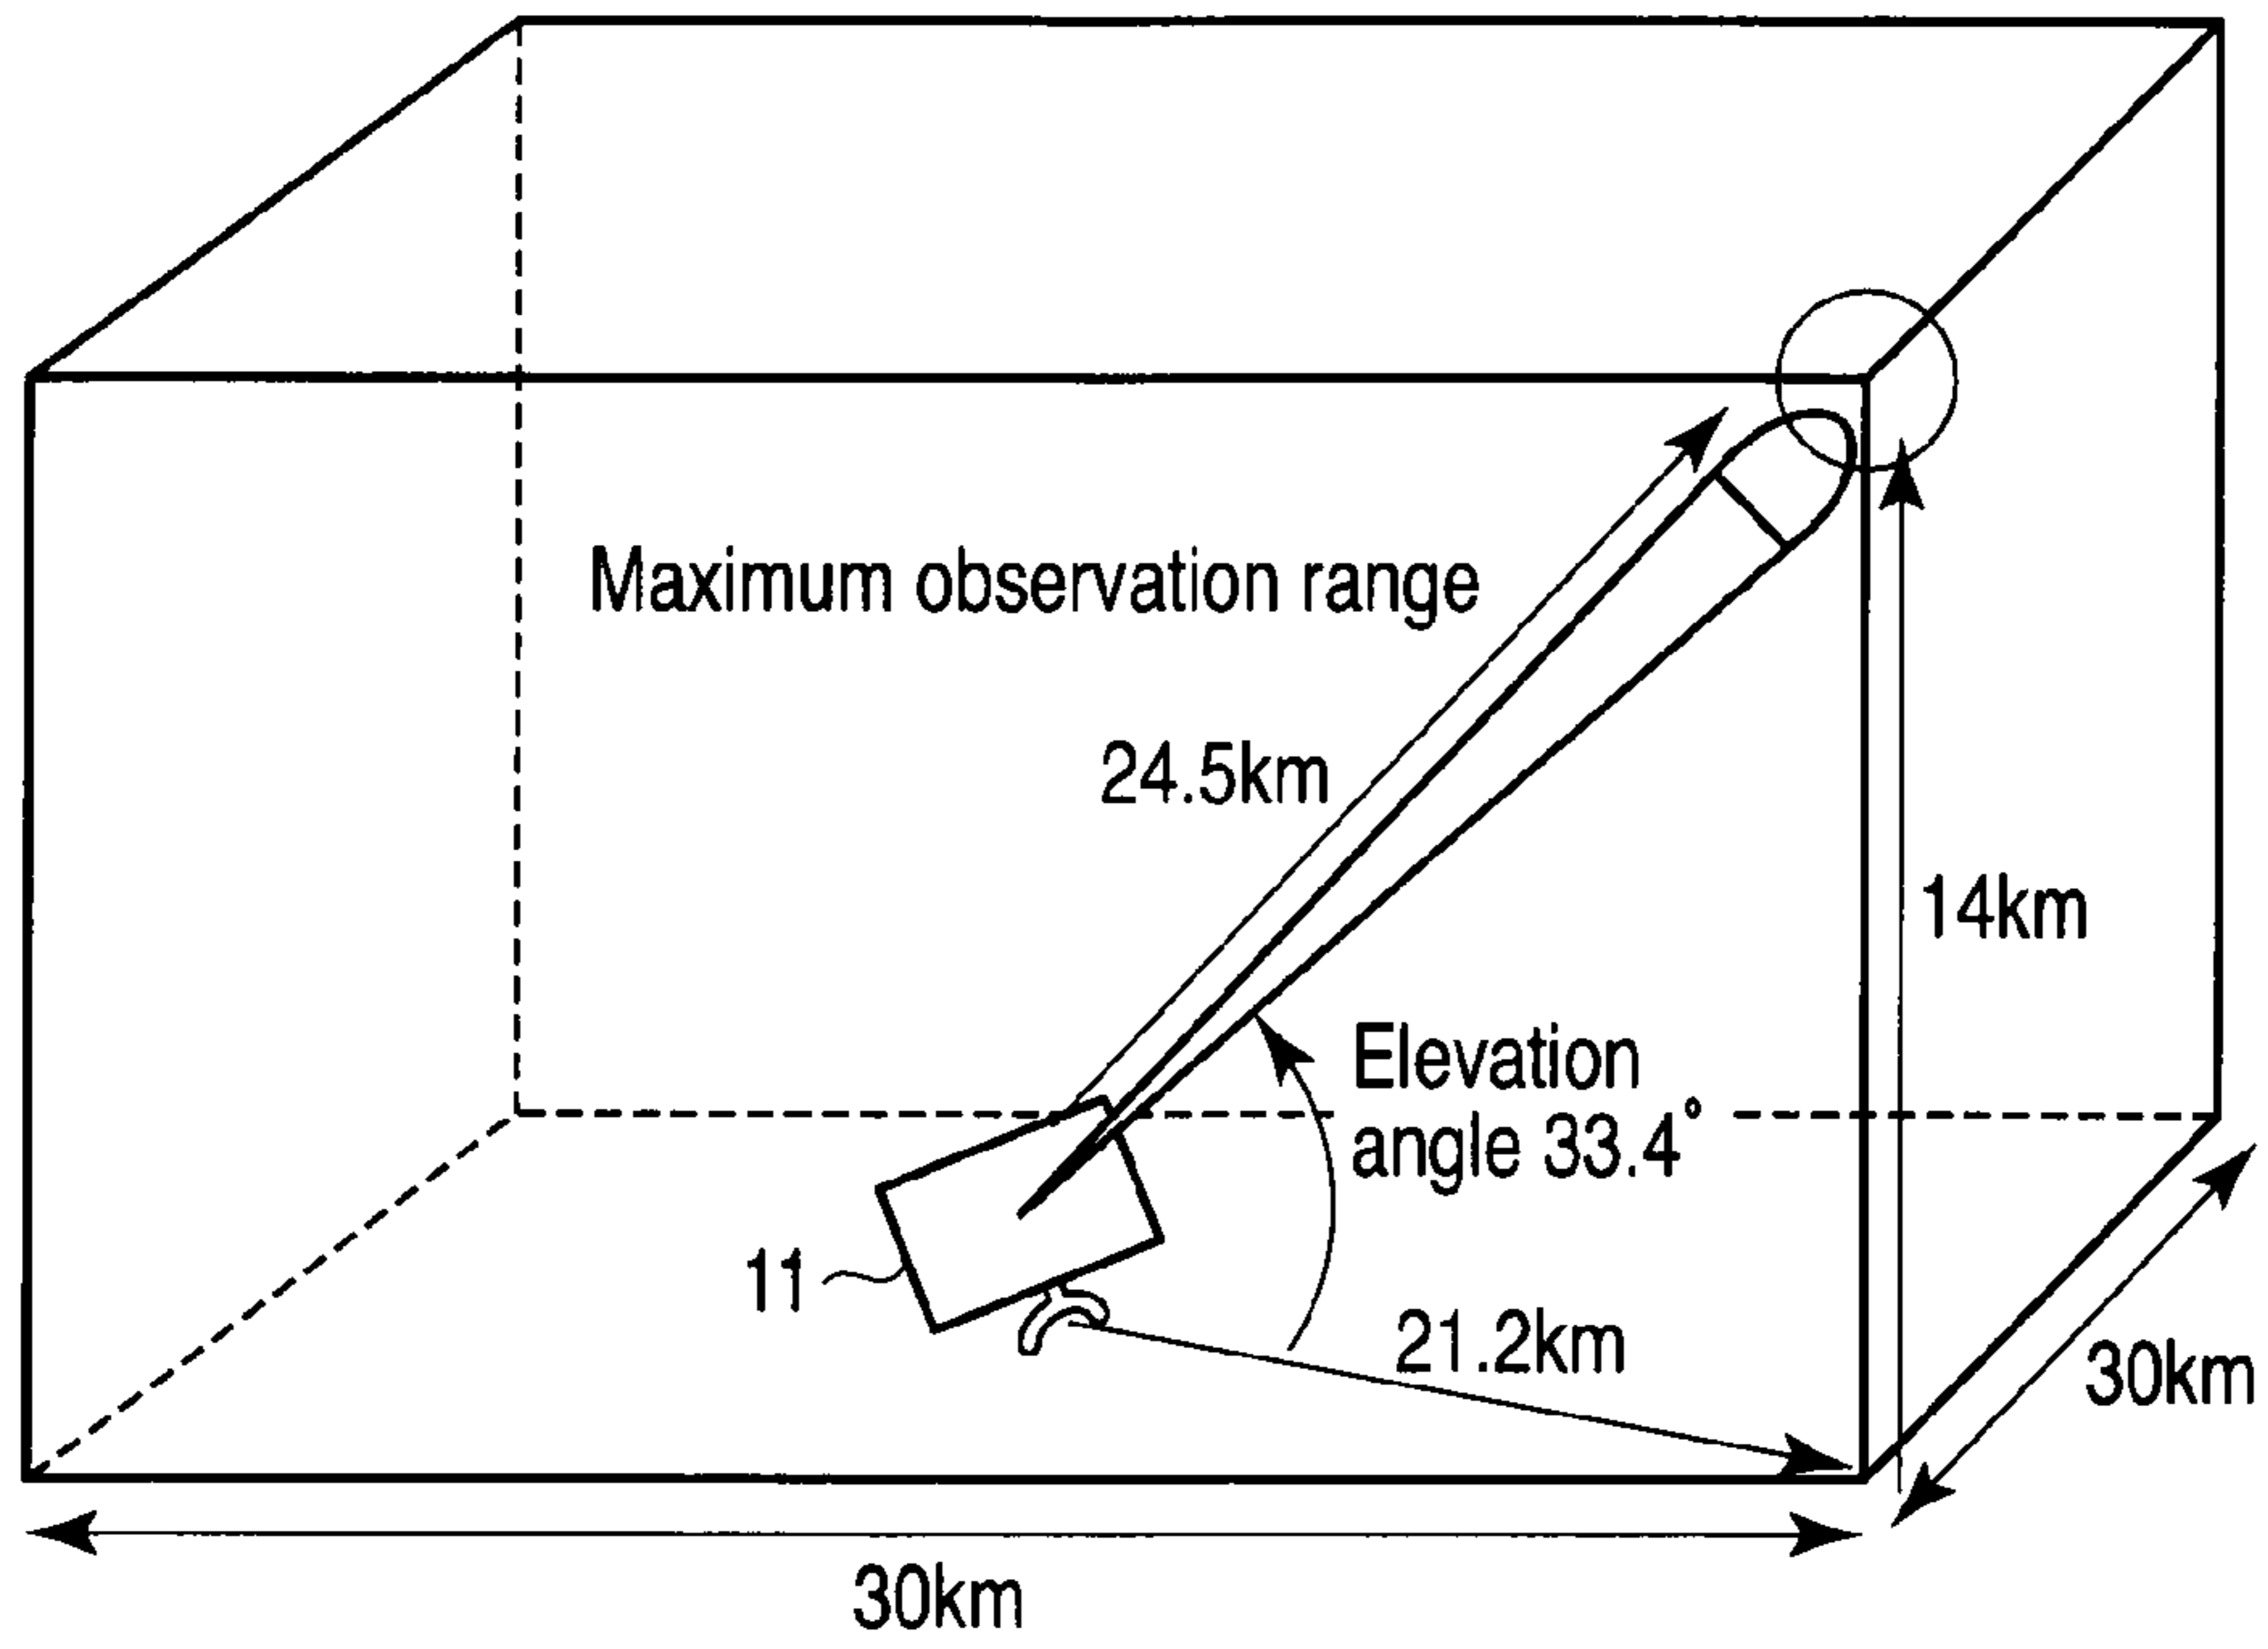 Maximum observation range
24.5km
14km
Elevation
angle 33.4°
11
21.2km
30km
30km